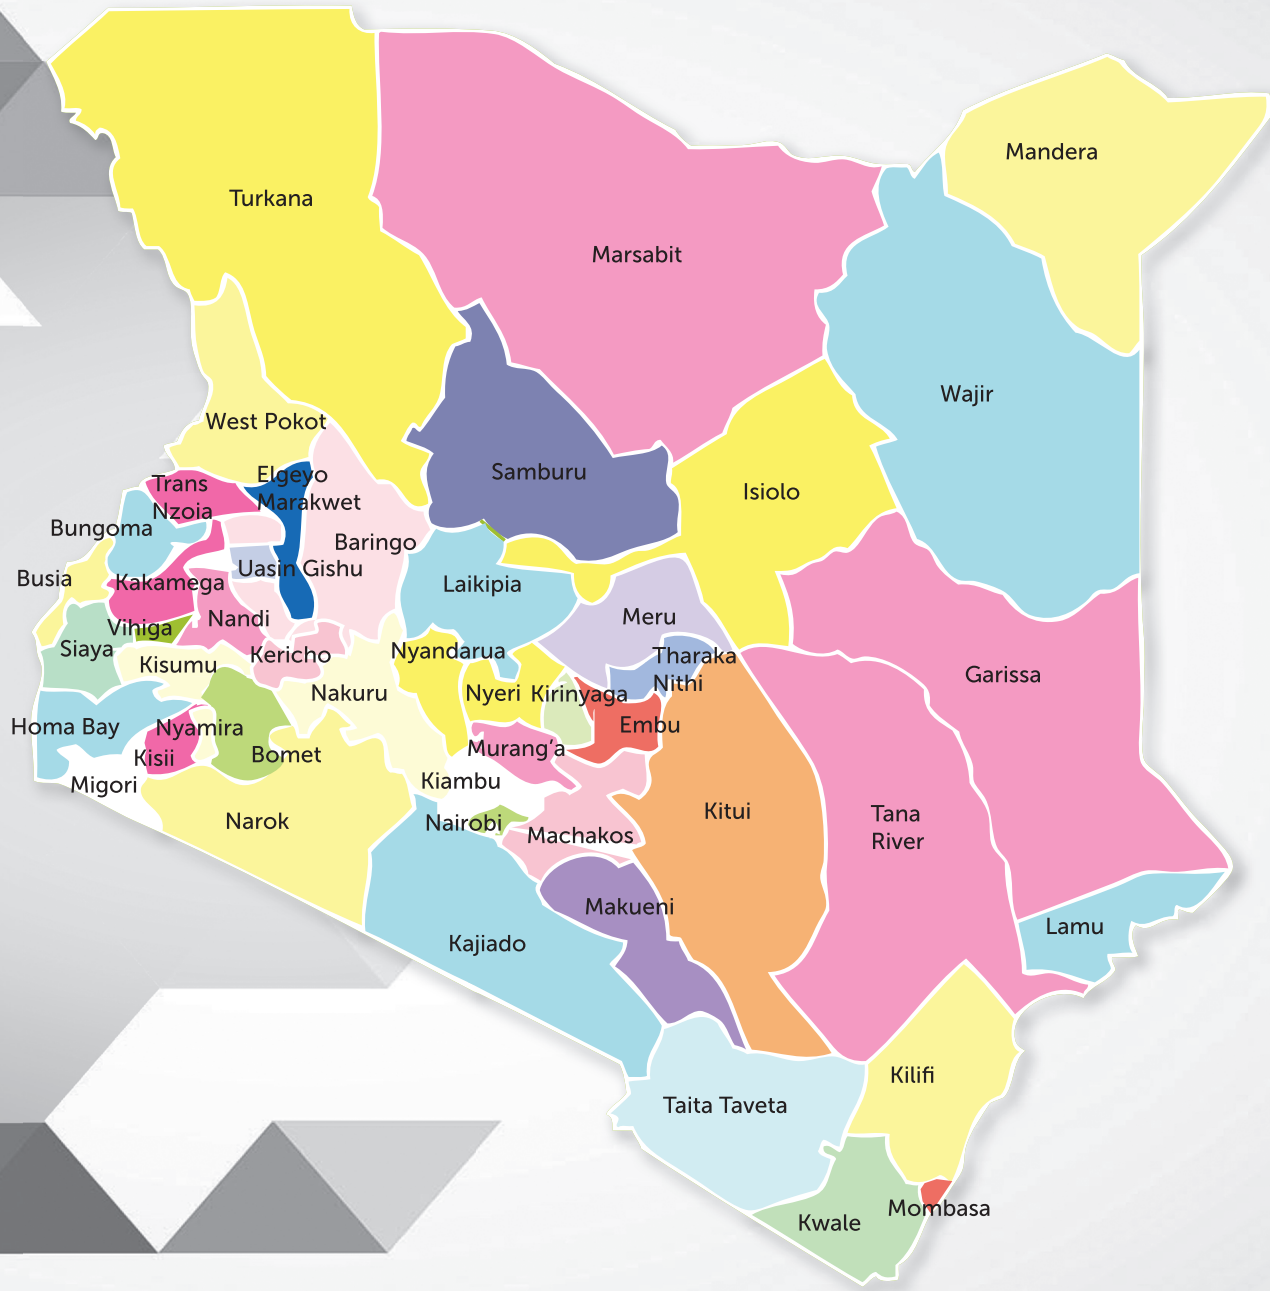 Mandera
Turkana
Marsabit
Wajir
West Pokot
Samburu
Elgeyo
Marakwet
Trans
Nzoia
Isiolo
Bungoma
Baringo
Uasin Gishu
Busia
Kakamega
Laikipia
Nandi
Meru
Vihiga
Siaya
Kericho
Nyandarua
Tharaka
Nithi
Kisumu
Garissa
Nakuru
Nyeri
Kirinyaga
Homa Bay
Nyamira
Embu
Kisii
Bomet
Murang’a
Migori
Kiambu
Narok
Nairobi
Machakos
Kitui
Tana
River
Makueni
Lamu
Kajiado
Kilifi
Taita Taveta
Mombasa
Kwale